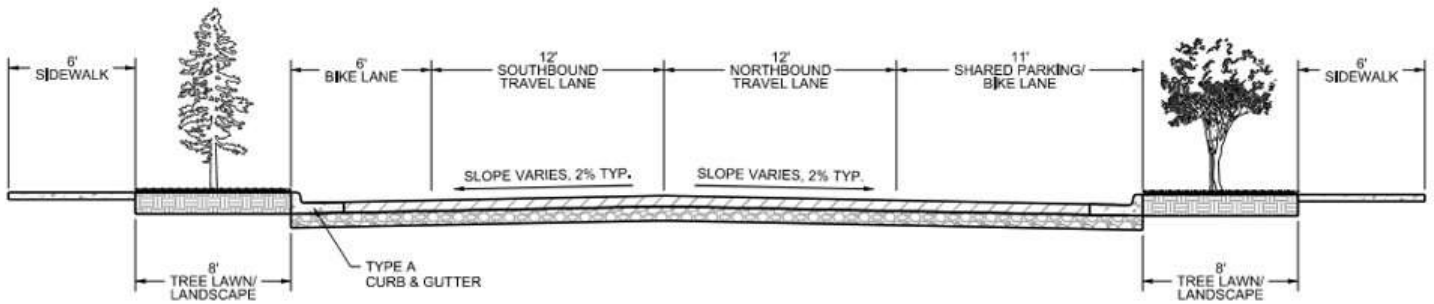 6'
SIDEWALK
6'
BIKE LANE
12'
SOUTHBOUND
TRAVEL LANE
12'
NORTHBOUND
TRAVEL LANE
11'
SHARED PARKING/
BIKE LANE
6'
SIDEWALK
SLOPE VARIES, 2% TYP.
SLOPE VARIES, 2% TYP.
8'
TREE LAWN/
LANDSCAPE
TYPE A
CURB & GUTTER
8'
TREE LAWN/
LANDSCAPE